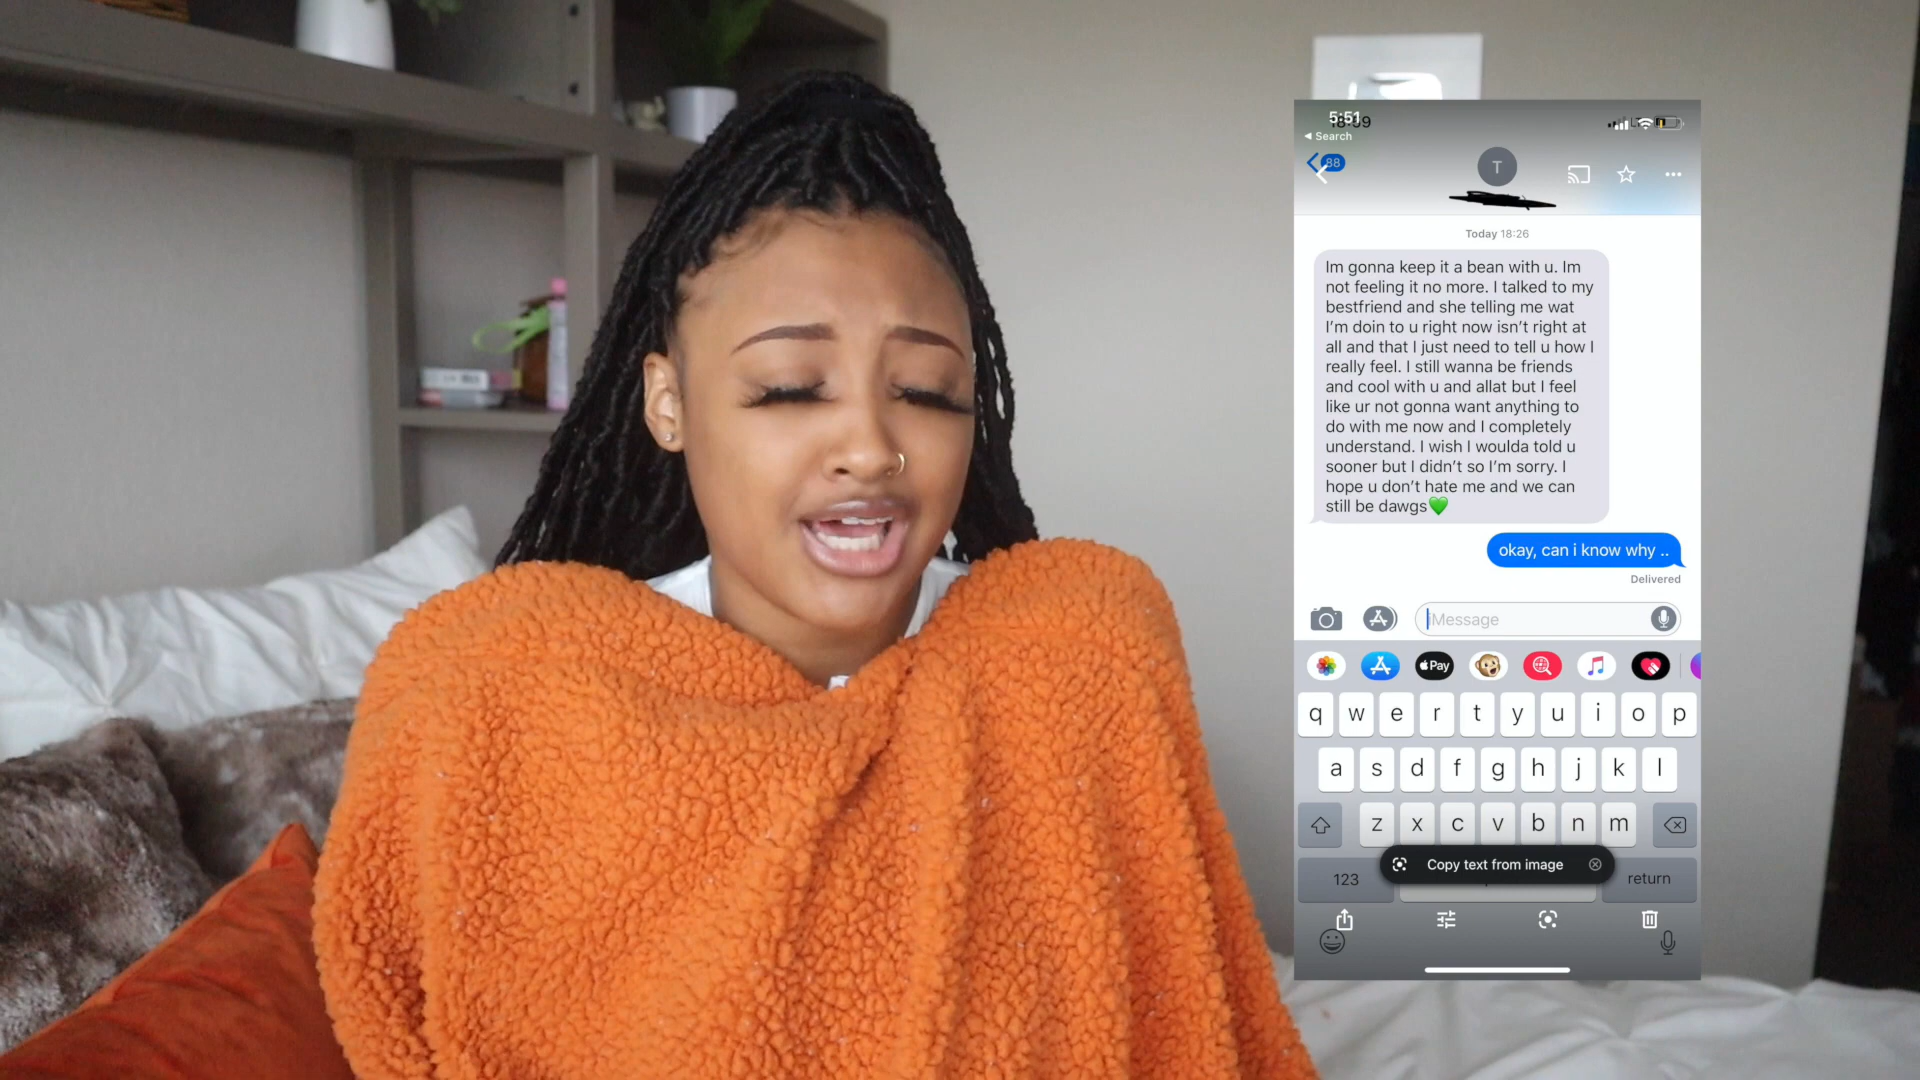 5:51
Search
88
T
Today 18:26
Im gonna keep it a bean with u. Im
not feeling it no more. I talked to my
bestfriend and she telling me wat
I'm doin to u right now isn't right at
all and that I just need to tell u how I
really feel. I still wanna be friends
and cool with u and allat but I feel
like ur not gonna want anything to
do with me now and I completely
understand. I wish I woulda told u
sooner but I didn't so I'm sorry. I
hope u don't hate me and we can
still be dawgs💚
okay, can i know why ..
Delivered
iMessage
Pay
q w e r t y u i o p
a s d f g h j k l
z x c v b n m
Copy text from image
123
return